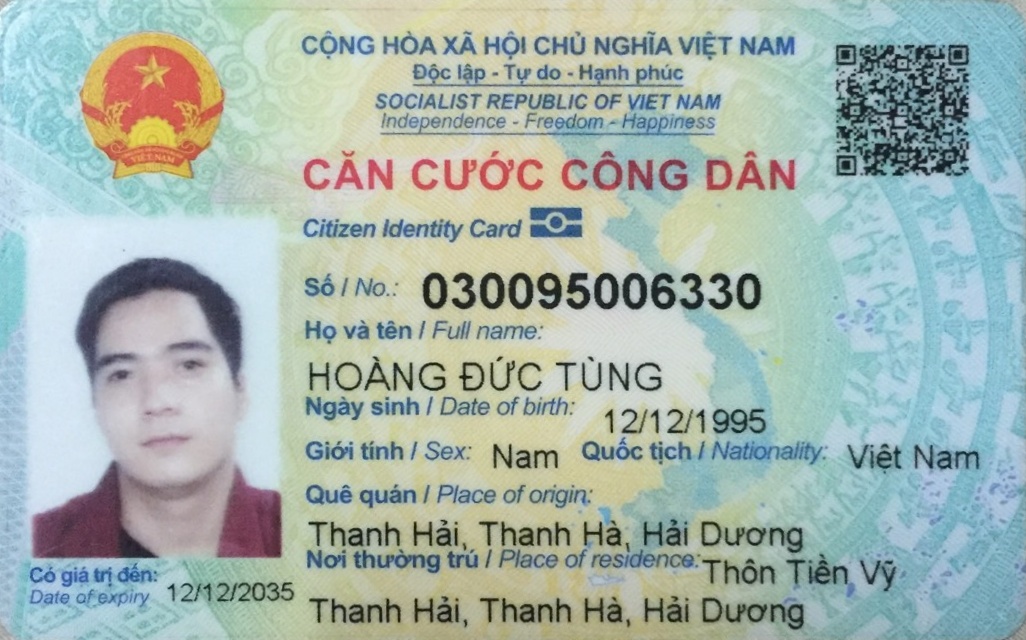 CỘNG HÒA XÃ HỘI CHỦ NGHĨA VIỆT NAM
Độc lập - Tự do - Hạnh phúc
SOCIALIST REPUBLIC OF VIET NAM
Independence - Freedom - Happiness
VIỆT NAM
CĂN CƯỚC CÔNG DÂN
Citizen Identity Card
Số / No.: 030095006330
Họ và tên / Full name:
HOÀNG ĐỨC TÙNG
Ngày sinh / Date of birth: 12/12/1995
Giới tính / Sex: Nam Quốc tịch / Nationality: Việt Nam
Quê quán / Place of origin:
Thanh Hải, Thanh Hà, Hải Dương
Nơi thường trú / Place of residence: Thôn Tiền Vỹ
Thanh Hải, Thanh Hà, Hải Dương
Có giá trị đến: 12/12/2035
Date of expiry